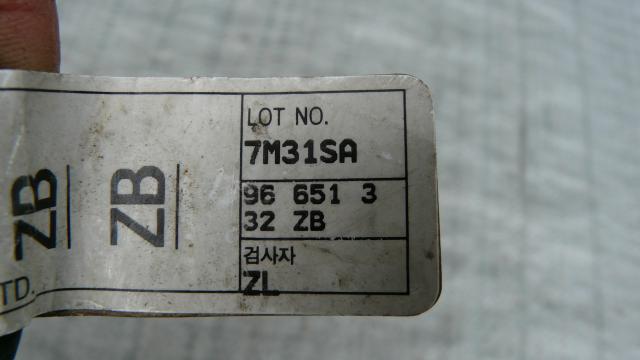 LOT NO.
7M31SA
96 651 3
32 ZB
검사자
ZL
ZB
ZB
TD.